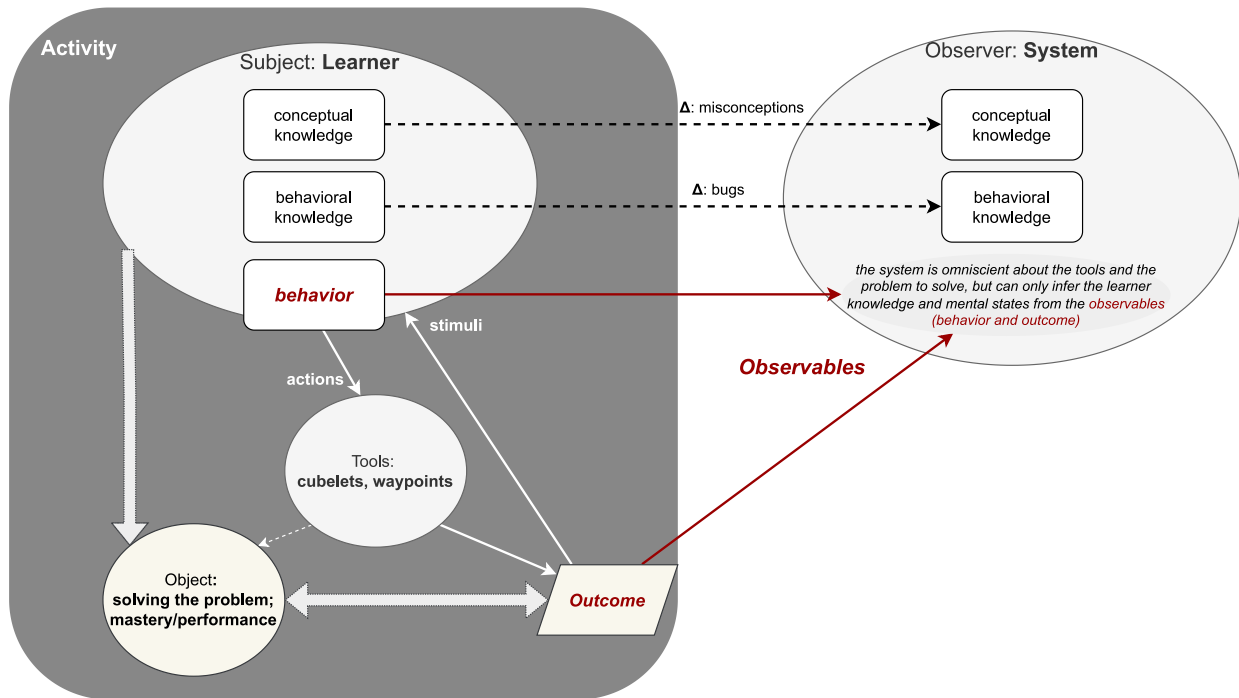 Activity
Subject: Learner
conceptual
knowledge
behavioral
knowledge
behavior
stimuli
actions
Tools:
cubelets, waypoints
Object:
solving the problem;
mastery/performance
Outcome
Δ: misconceptions
Δ: bugs
Observables
Observer: System
conceptual
knowledge
behavioral
knowledge
the system is omniscient about the tools and the
problem to solve, but can only infer the learner
knowledge and mental states from the observables
(behavior and outcome)